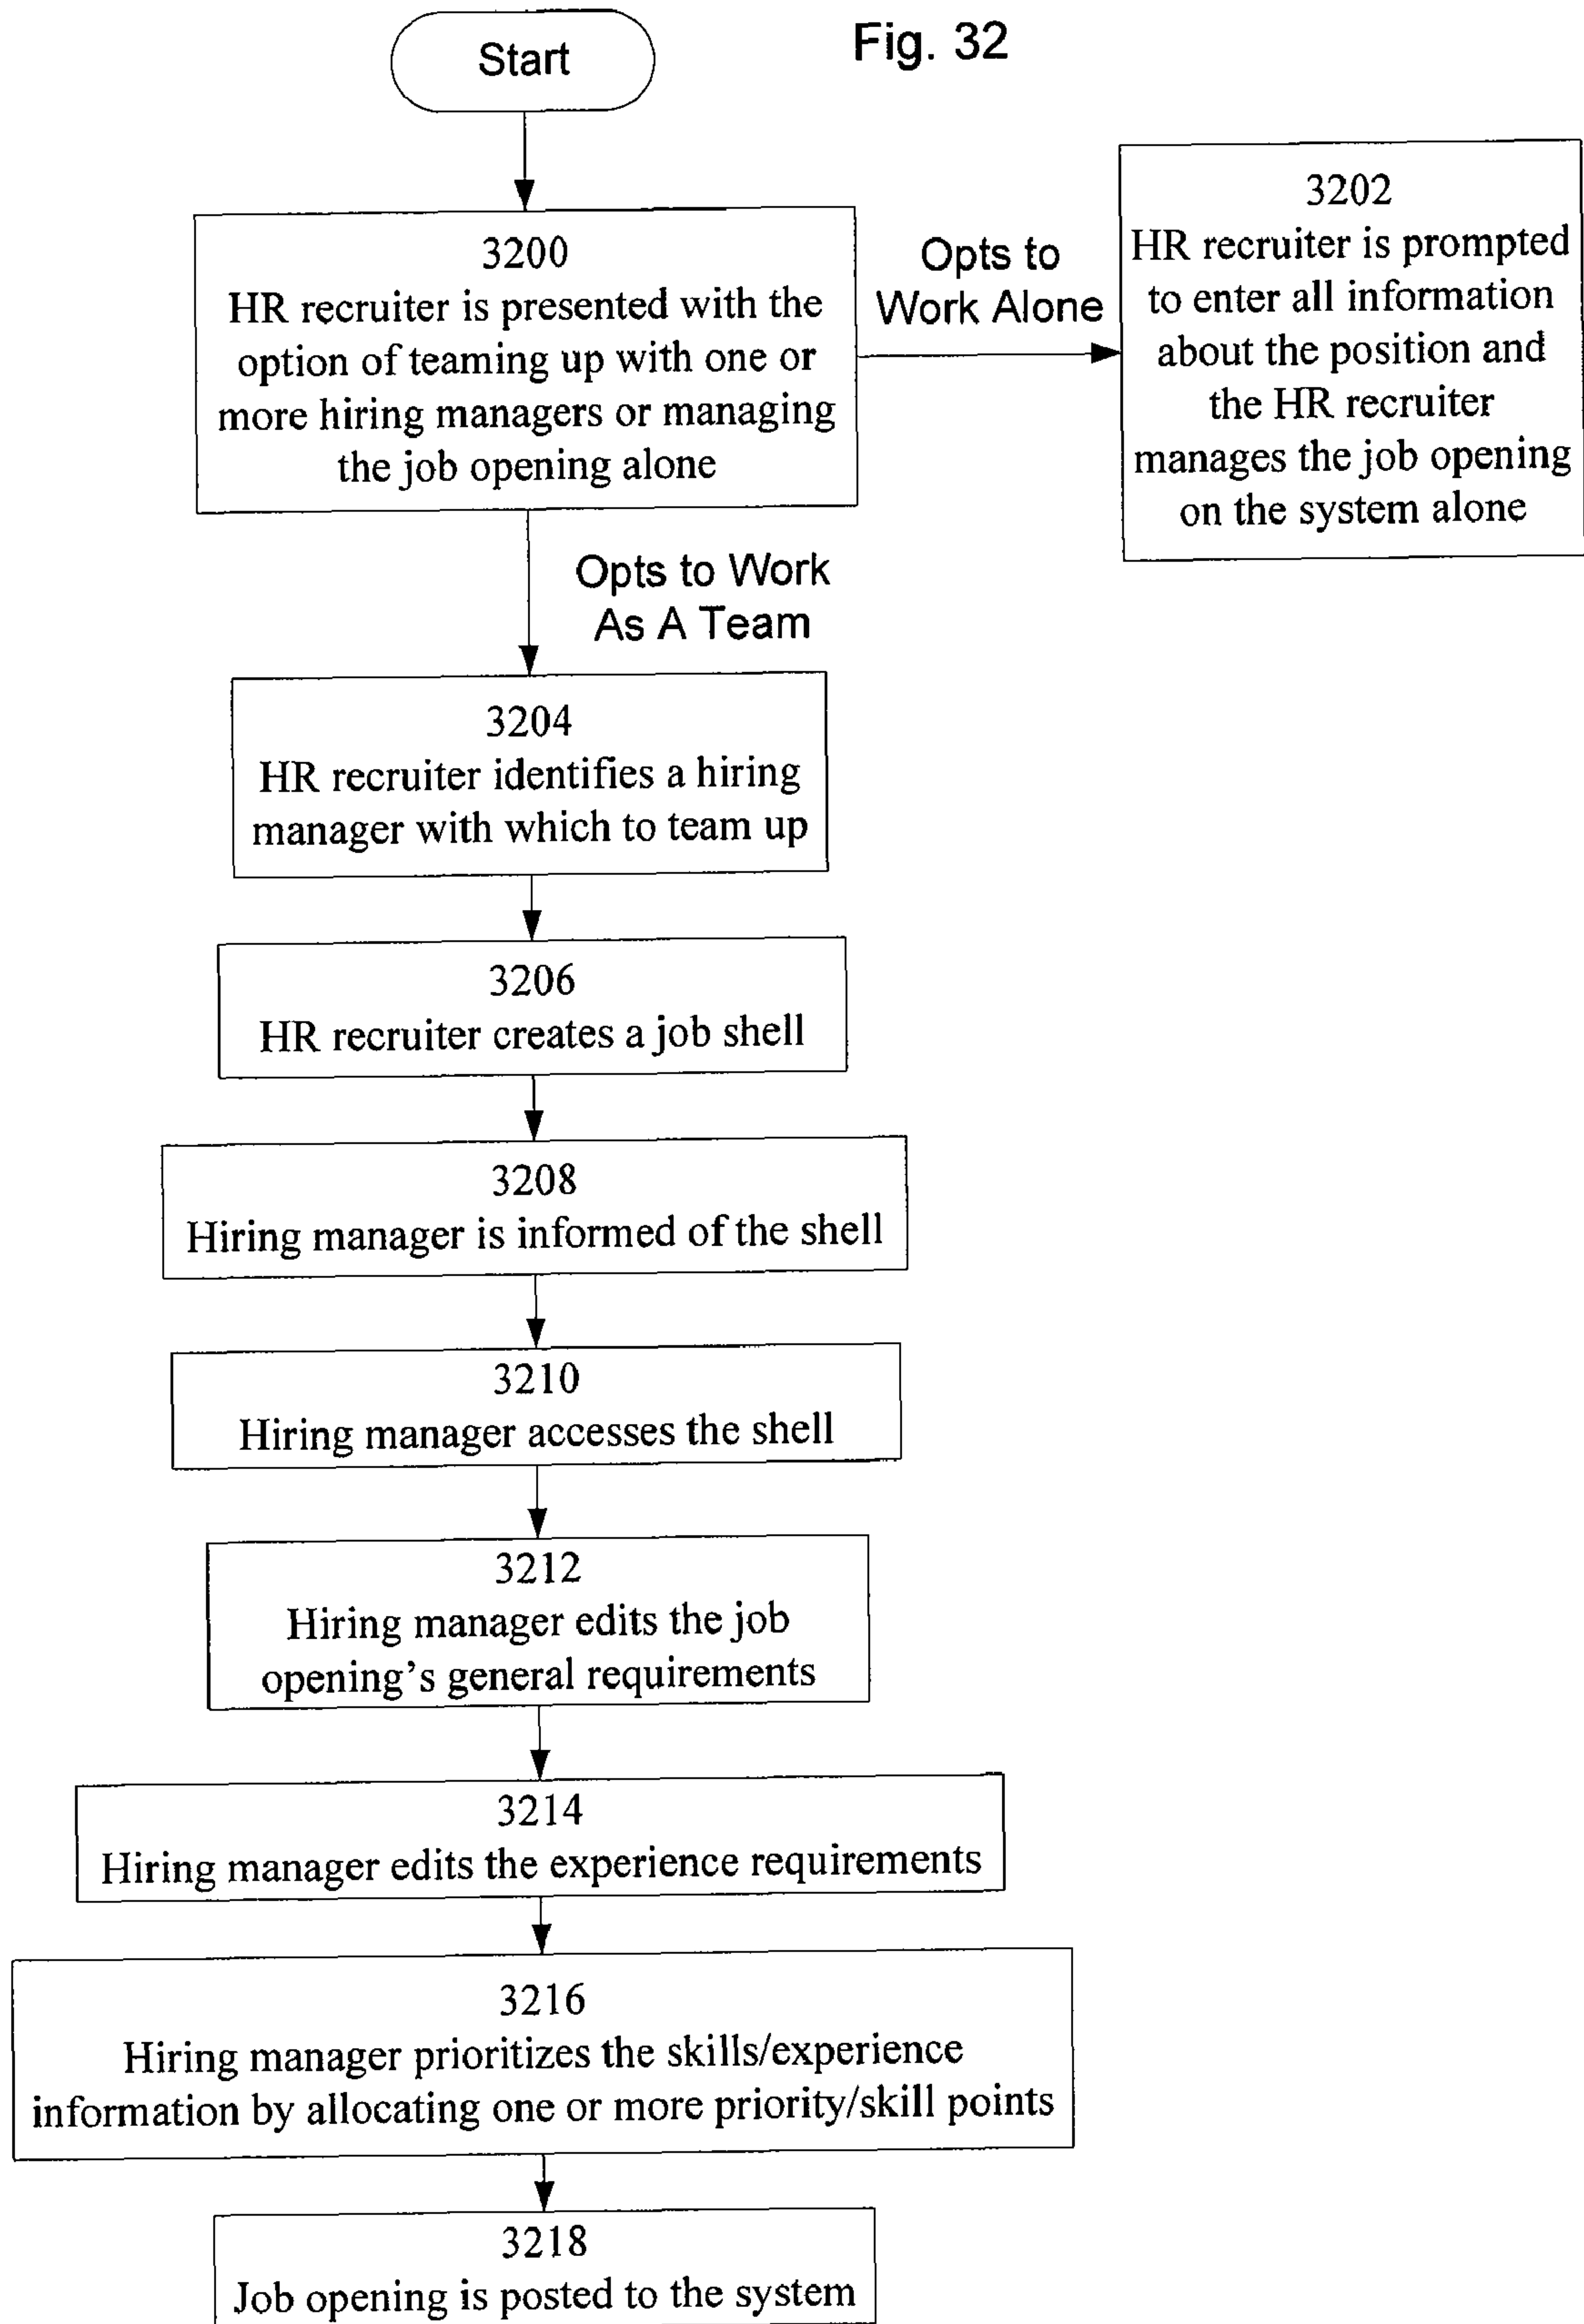 Fig. 32
Start
3200
HR recruiter is presented with the
option of teaming up with one or
more hiring managers or managing
the job opening alone
Opts to
Work Alone
3202
HR recruiter is prompted
to enter all information
about the position and
the HR recruiter
manages the job opening
on the system alone
Opts to Work
As A Team
3204
HR recruiter identifies a hiring
manager with which to team up
3206
HR recruiter creates a job shell
3208
Hiring manager is informed of the shell
3210
Hiring manager accesses the shell
3212
Hiring manager edits the job
opening’s general requirements
3214
Hiring manager edits the experience requirements
3216
Hiring manager prioritizes the skills/experience
information by allocating one or more priority/skill points
3218
Job opening is posted to the system